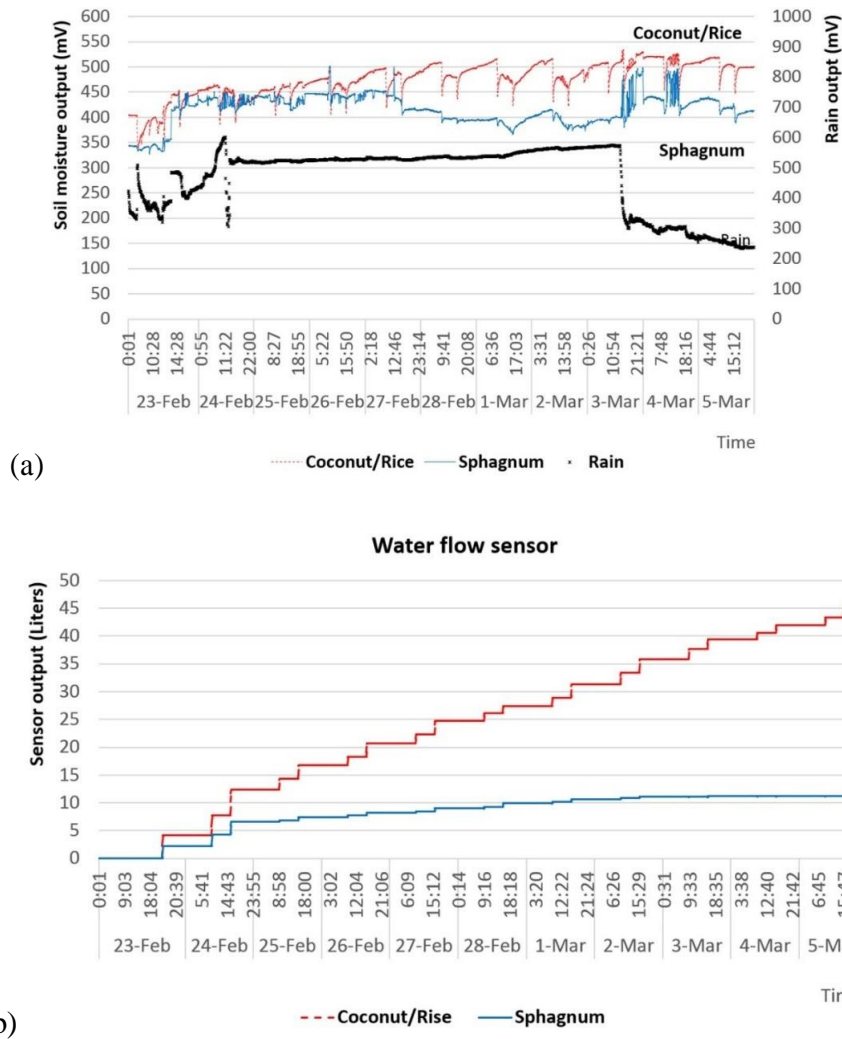 600
550
500
450
400
350
300
250
200
150
100
50
0
Soil moisture output (mV)
1000
900
800
700
600
500
400
300
200
100
0
Rain outpt (mV)
Coconut/Rice
Sphagnum
Rain
0:01 10:28 14:28 0:55 11:22 22:00 8:27 18:55 5:22 15:50 2:18 12:46 23:14 9:41 20:08 6:36 17:03 3:31 13:58 0:26 10:54 21:21 7:48 18:16 4:44 15:12
23-Feb 24-Feb 25-Feb 26-Feb 27-Feb 28-Feb 1-Mar 2-Mar 3-Mar 4-Mar 5-Mar
Time
Coconut/Rice Sphagnum Rain
(a)
Water flow sensor
50
45
40
35
30
25
20
15
10
5
0
Sensor output (Liters)
0:01 9:03 18:04 20:39 5:41 14:43 23:55 8:58 18:00 3:02 12:04 21:06 6:09 15:12 0:14 9:16 18:18 3:20 12:22 21:24 6:26 15:29 0:31 9:33 18:35 3:38 12:40 21:42 6:45 15:47
23-Feb 24-Feb 25-Feb 26-Feb 27-Feb 28-Feb 1-Mar 2-Mar 3-Mar 4-Mar 5-M
Tim
Coconut/Rise Sphagnum
b)